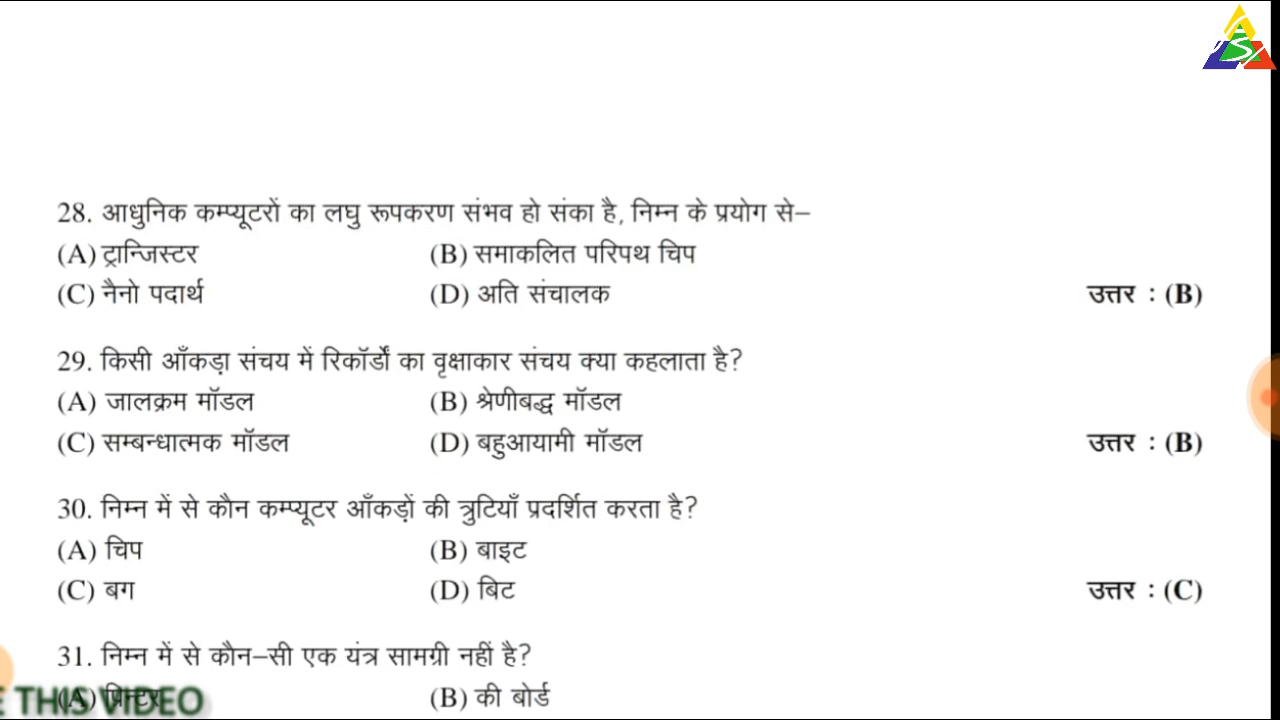 28. आधुनिक कम्प्यूटरों का लघु रूपकरण संभव हो संका है, निम्न के प्रयोग से–
(A) ट्रान्जिस्टर (B) समाकलित परिपथ चिप
(C) नैनो पदार्थ (D) अति संचालक उत्तर : (B)
29. किसी आँकड़ा संचय में रिकॉर्डों का वृक्षाकार संचय क्या कहलाता है?
(A) जालक्रम मॉडल (B) श्रेणीबद्ध मॉडल
(C) सम्बन्धात्मक मॉडल (D) बहुआयामी मॉडल उत्तर : (B)
30. निम्न में से कौन कम्प्यूटर आँकड़ों की त्रुटियाँ प्रदर्शित करता है?
(A) चिप (B) बाइट
(C) बग (D) बिट उत्तर : (C)
31. निम्न में से कौन–सी एक यंत्र सामग्री नहीं है?
(A) प्रिन्टर (B) की बोर्ड
THIS VIDEO